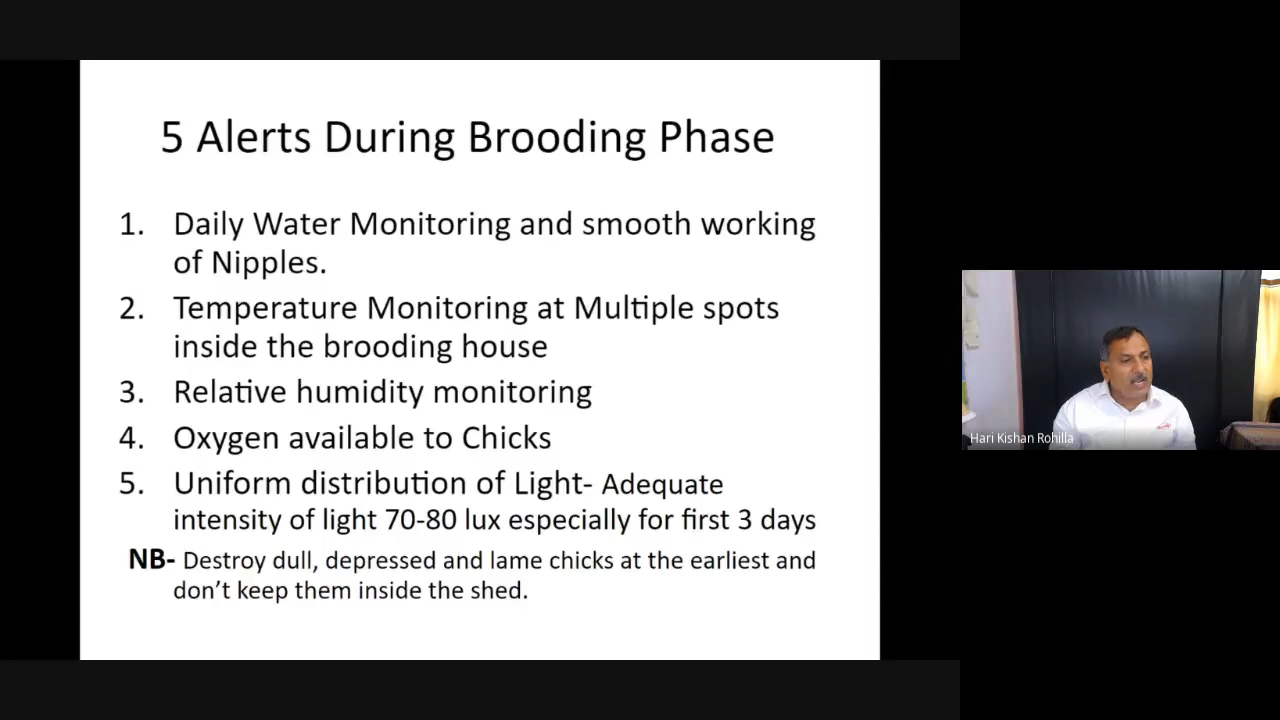 5 Alerts During Brooding Phase
1. Daily Water Monitoring and smooth working
of Nipples.
2. Temperature Monitoring at Multiple spots
inside the brooding house
3. Relative humidity monitoring
4. Oxygen available to Chicks
5. Uniform distribution of Light- Adequate
intensity of light 70-80 lux especially for first 3 days
NB- Destroy dull, depressed and lame chicks at the earliest and
don’t keep them inside the shed.
Hari Kishan Rohilla